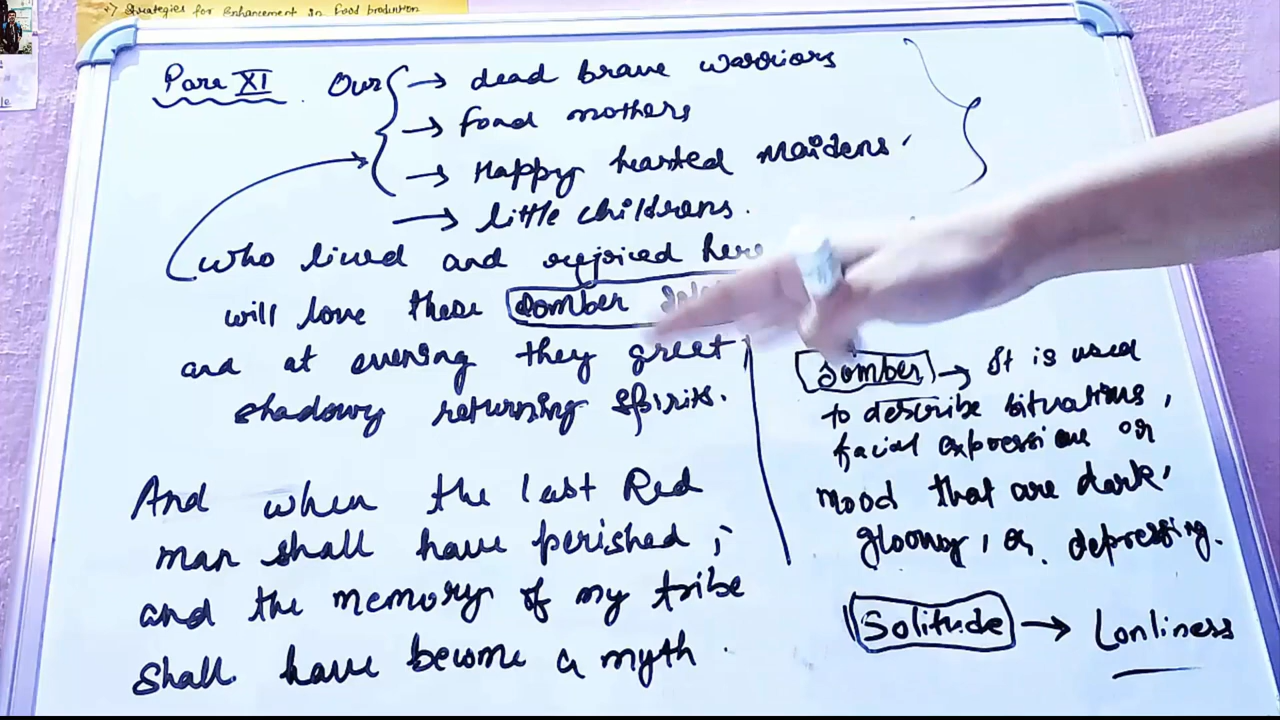 *) Strategies for Enhancement in Food production
Para XI. Our → dead brave warriors
→ fond mothers
→ Happy hearted Maidens.
→ little childrans.
who lived and rejoiced here
will love these somber
and at evening they great
shadowy returning spirits.
And when the last Red
man shall have perished,
and the memory of my tribe
shall have become a myth.
Somber → It is used
to describe situations,
facial expression or
mood that are dark,
gloomy, or depressing.
Solitude → Lonliness